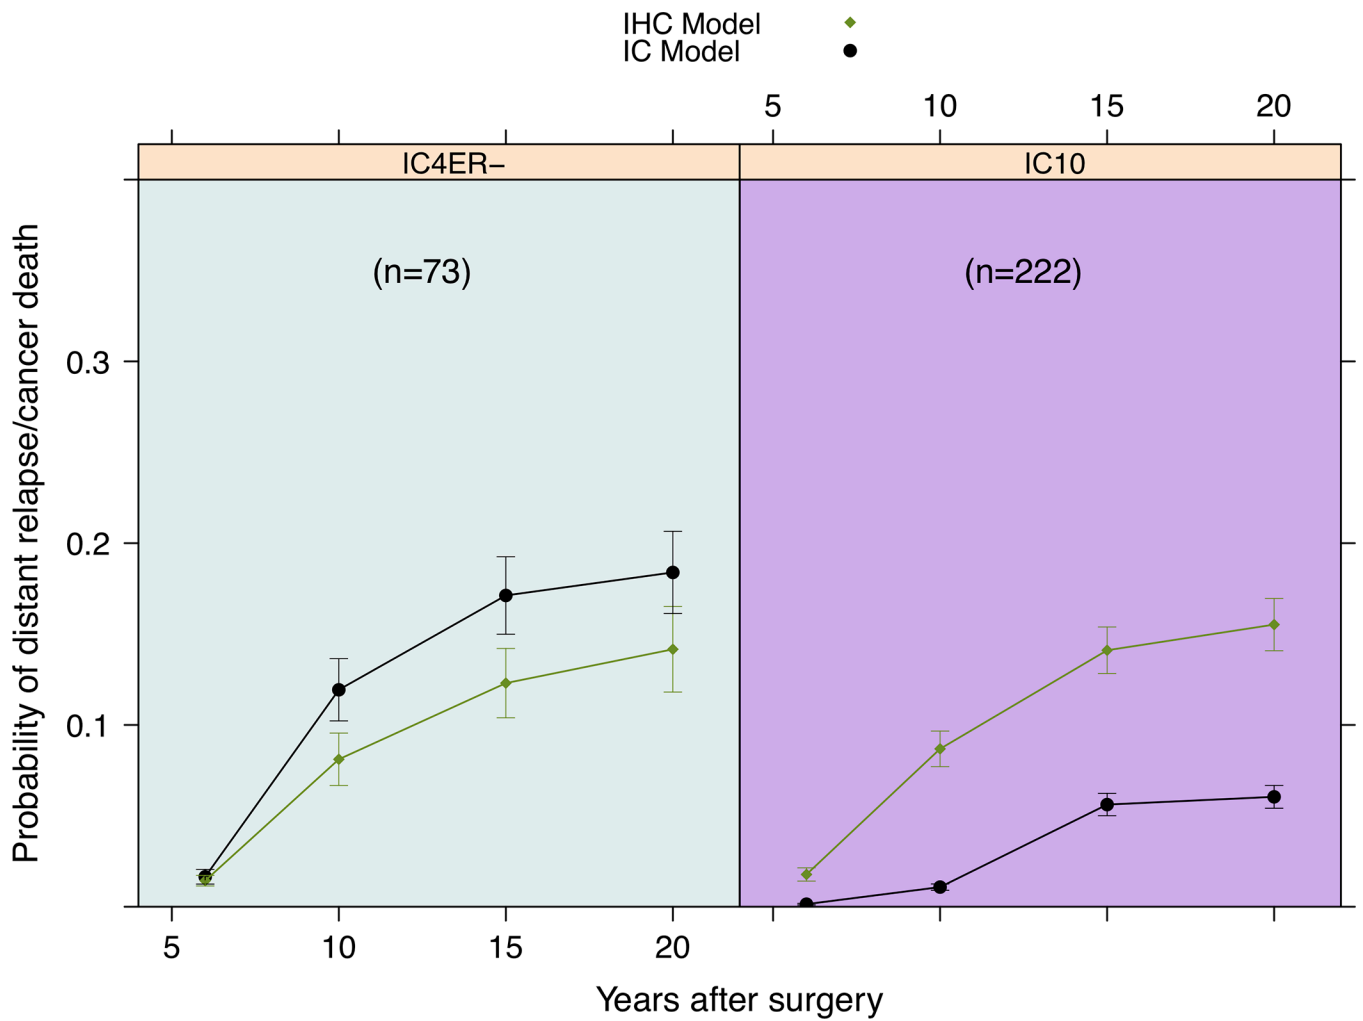 IHC Model
IC Model
5 10 15 20
IC4ER− IC10
(n=73) (n=222)
0.3
0.2
0.1
Probability of distant relapse/cancer death
5 10 15 20
Years after surgery